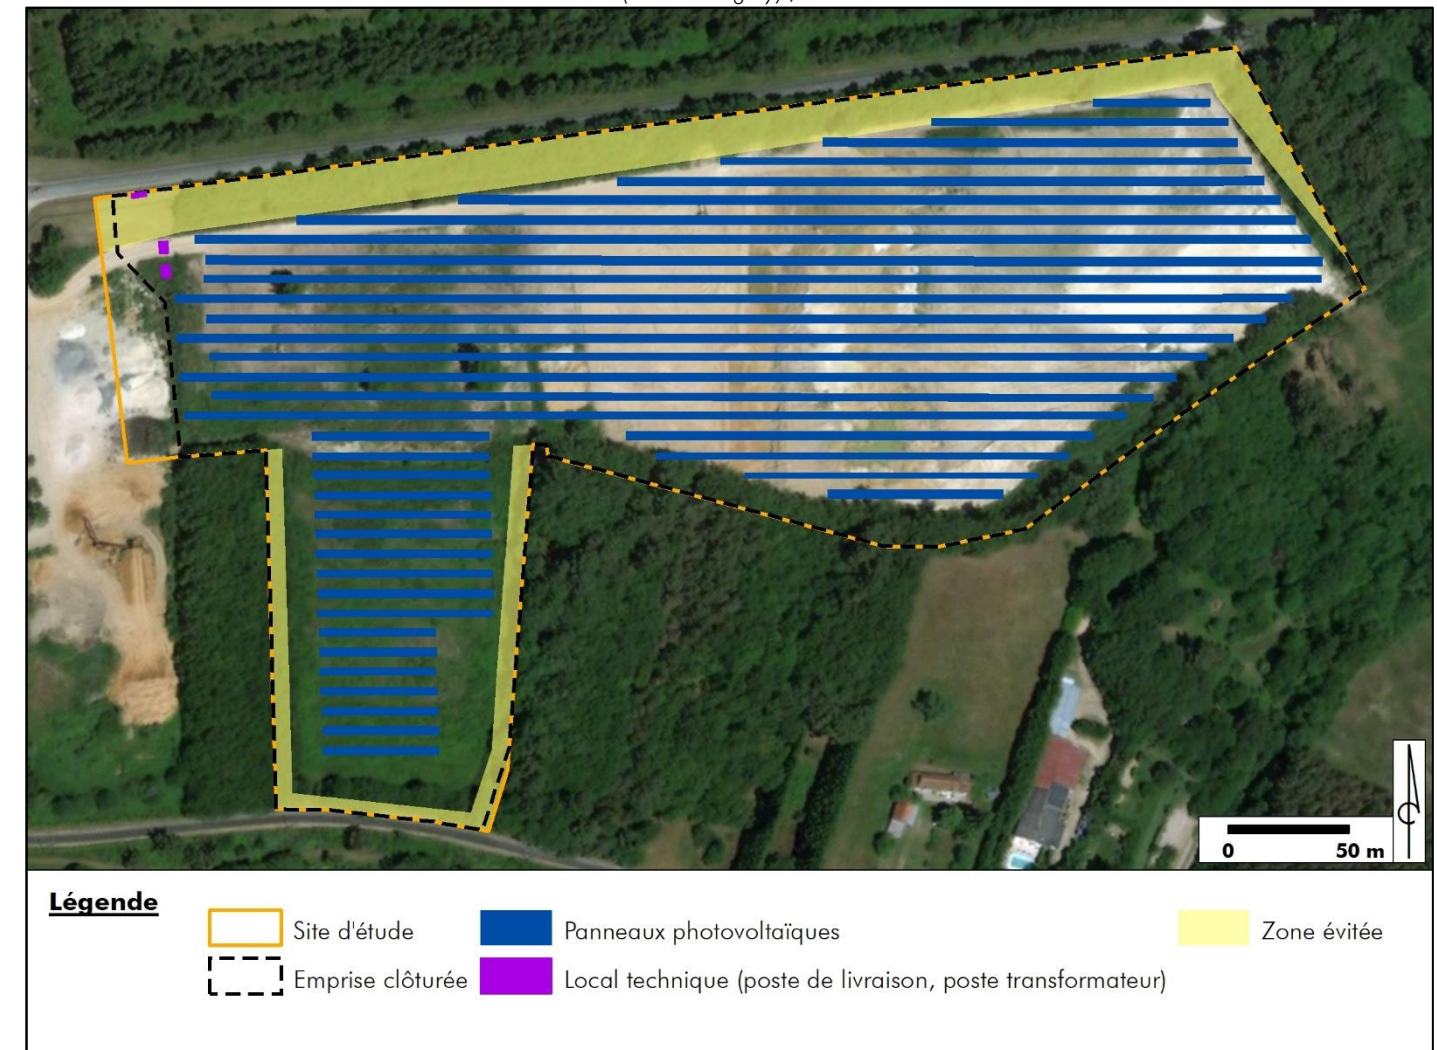 0 50 m
Légende
Site d'étude
Panneaux photovoltaïques
Zone évitée
Emprise clôturée
Local technique (poste de livraison, poste transformateur)